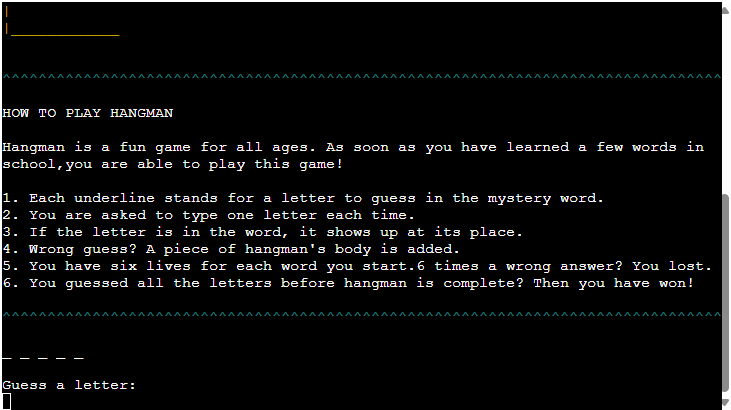 |
|____________
^^^^^^^^^^^^^^^^^^^^^^^^^^^^^^^^^^^^^^^^^^^^^^^^^^^^^^^^^^^^^^^^^^^^^^^^^^^^^^^^
HOW TO PLAY HANGMAN
Hangman is a fun game for all ages. As soon as you have learned a few words in
school,you are able to play this game!
1. Each underline stands for a letter to guess in the mystery word.
2. You are asked to type one letter each time.
3. If the letter is in the word, it shows up at its place.
4. Wrong guess? A piece of hangman's body is added.
5. You have six lives for each word you start.6 times a wrong answer? You lost.
6. You guessed all the letters before hangman is complete? Then you have won!
^^^^^^^^^^^^^^^^^^^^^^^^^^^^^^^^^^^^^^^^^^^^^^^^^^^^^^^^^^^^^^^^^^^^^^^^^^^^^^^^
_ _ _ _ _
Guess a letter: